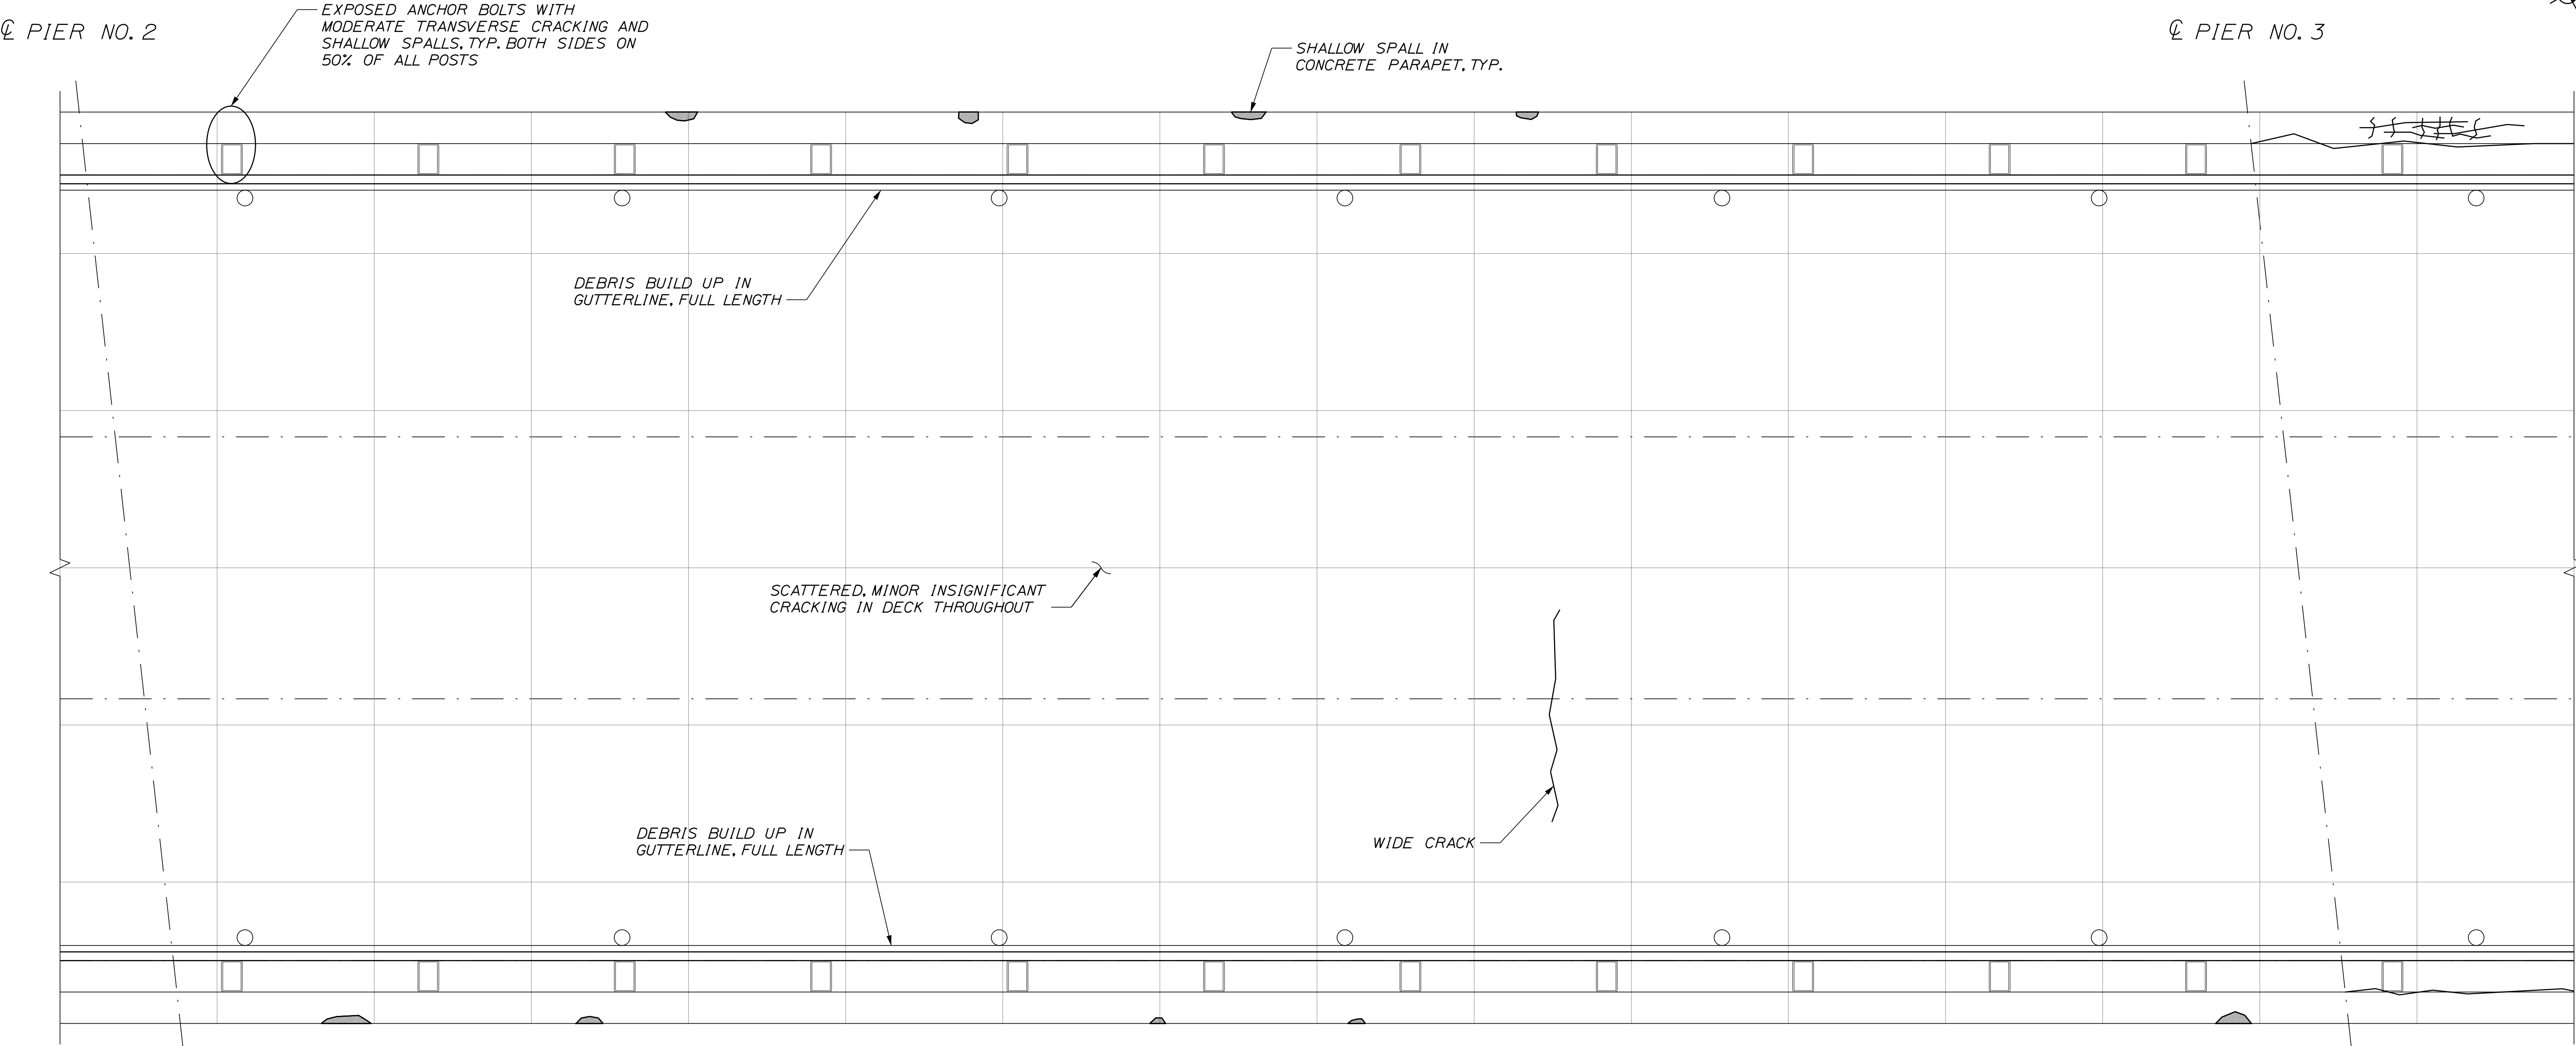 ℄ PIER NO. 2
EXPOSED ANCHOR BOLTS WITH
MODERATE TRANSVERSE CRACKING AND
SHALLOW SPALLS, TYP. BOTH SIDES ON
50% OF ALL POSTS
SHALLOW SPALL IN
CONCRETE PARAPET, TYP.
℄ PIER NO. 3
DEBRIS BUILD UP IN
GUTTERLINE, FULL LENGTH
SCATTERED, MINOR INSIGNIFICANT
CRACKING IN DECK THROUGHOUT
DEBRIS BUILD UP IN
GUTTERLINE, FULL LENGTH
WIDE CRACK